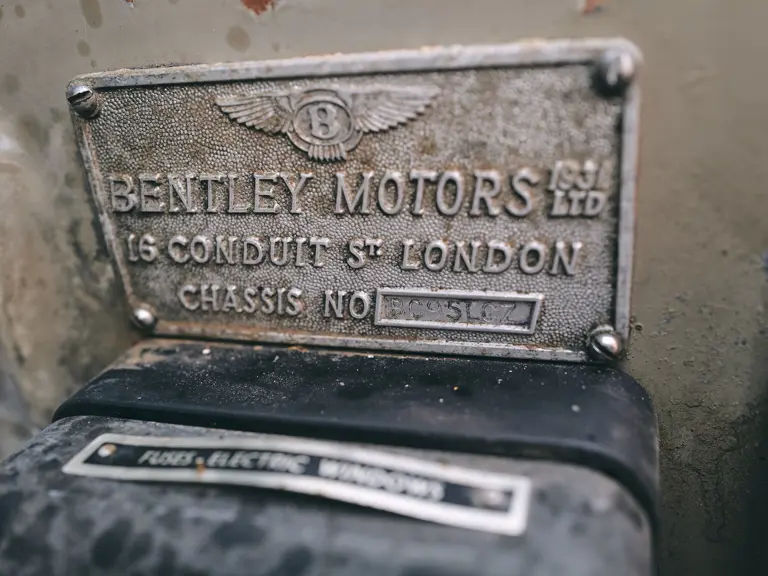 B
BENTLEY MOTORS 1931 LTD
16 CONDUIT ST LONDON
CHASSIS NO
FUSES - ELECTRIC WINDOWS